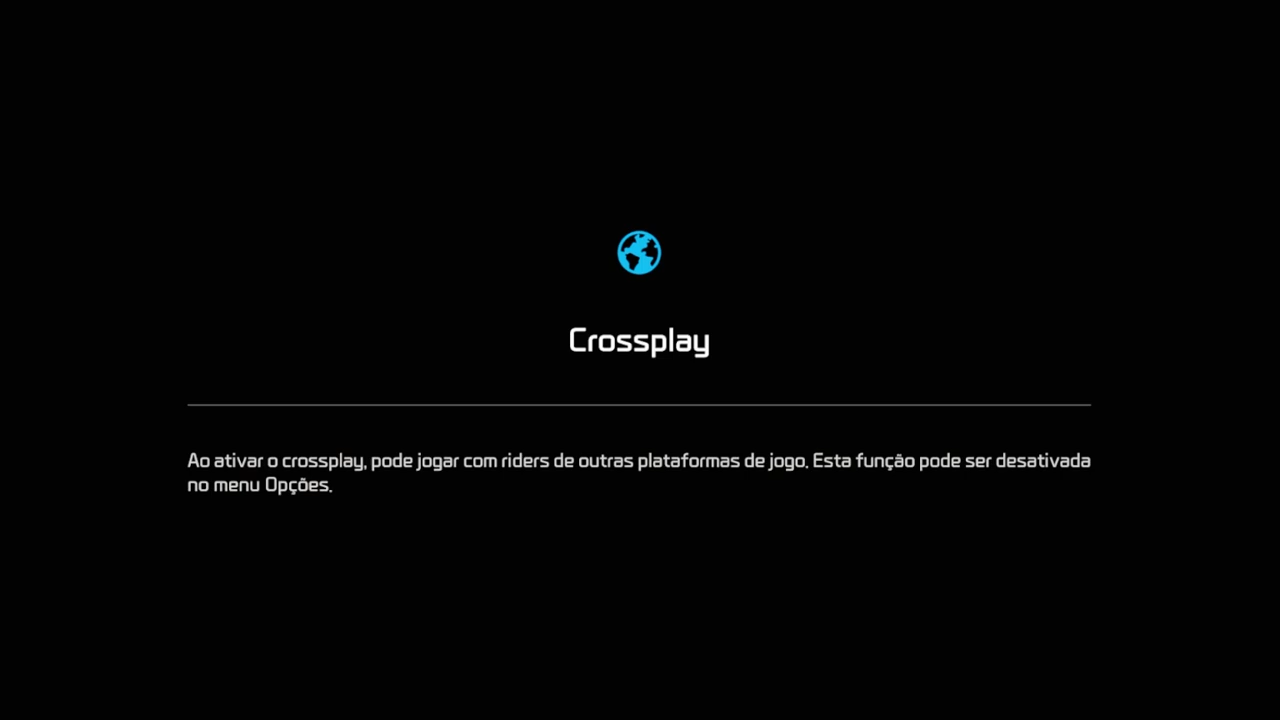 Crossplay
Ao ativar o crossplay, pode jogar com riders de outras plataformas de jogo. Esta função pode ser desativada
no menu Opções.